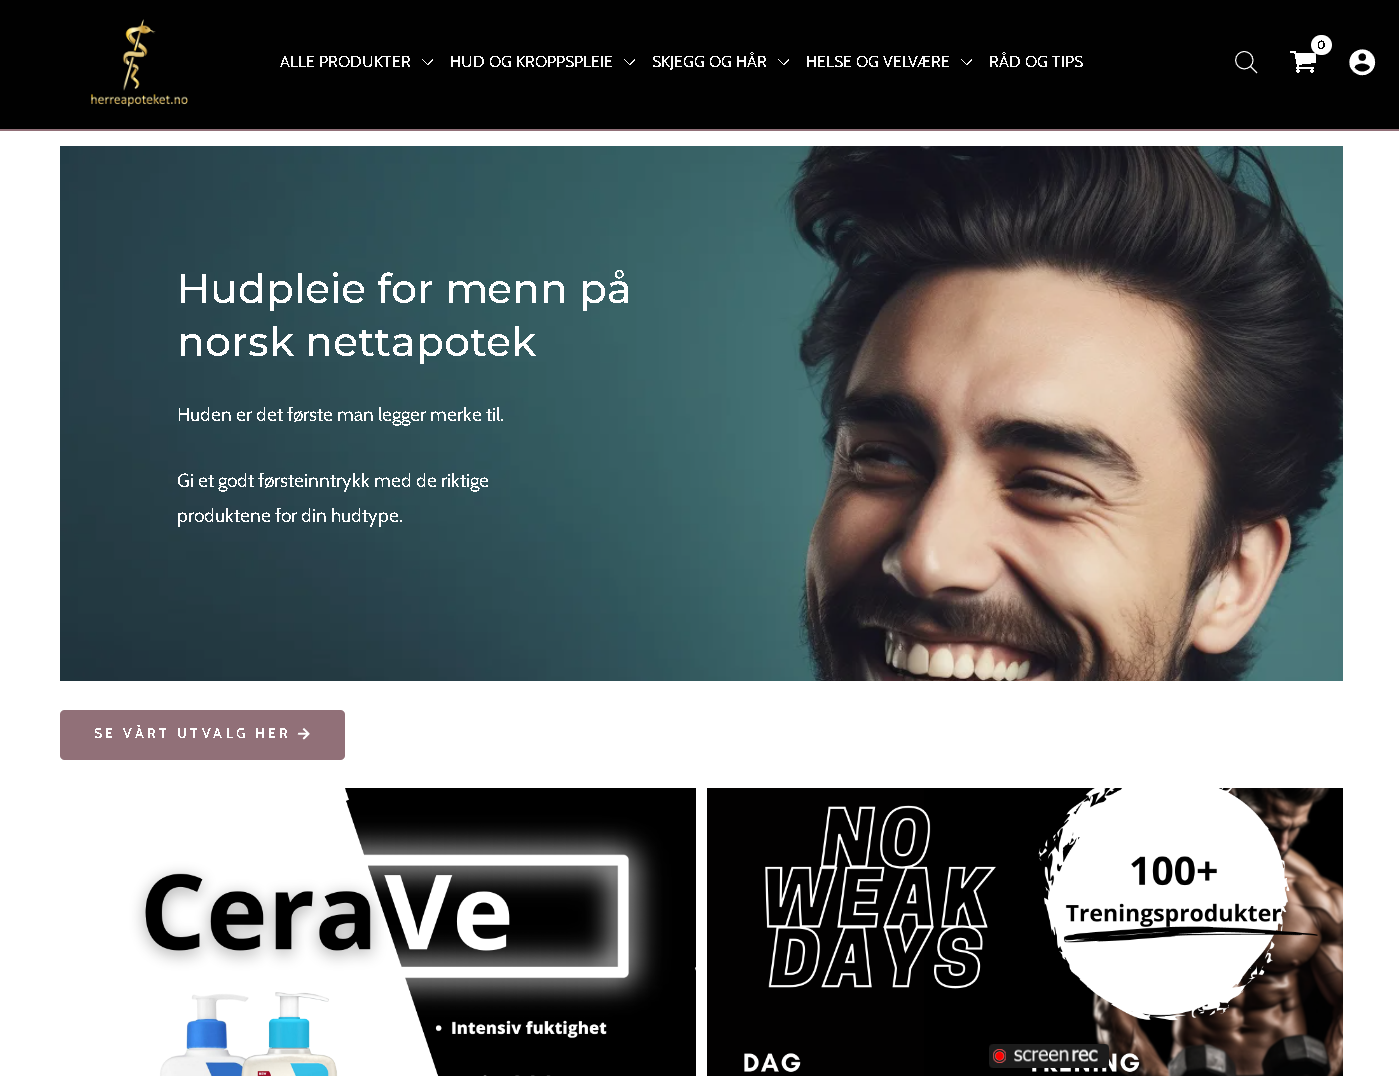 herreapoteket.no
ALLE PRODUKTER
HUD OG KROPPSPLEIE
SKJEGG OG HÅR
HELSE OG VELVÆRE
RÅD OG TIPS
0
Hudpleie for menn på
norsk nettapotek
Huden er det første man legger merke til.
Gi et godt førsteinntrykk med de riktige
produktene for din hudtype.
SE VÅRT UTVALG HER
CeraVe
• Intensiv fuktighet
NO
WEAK
DAYS
100+
Treningsprodukter
DAG
TRENING
screenrec